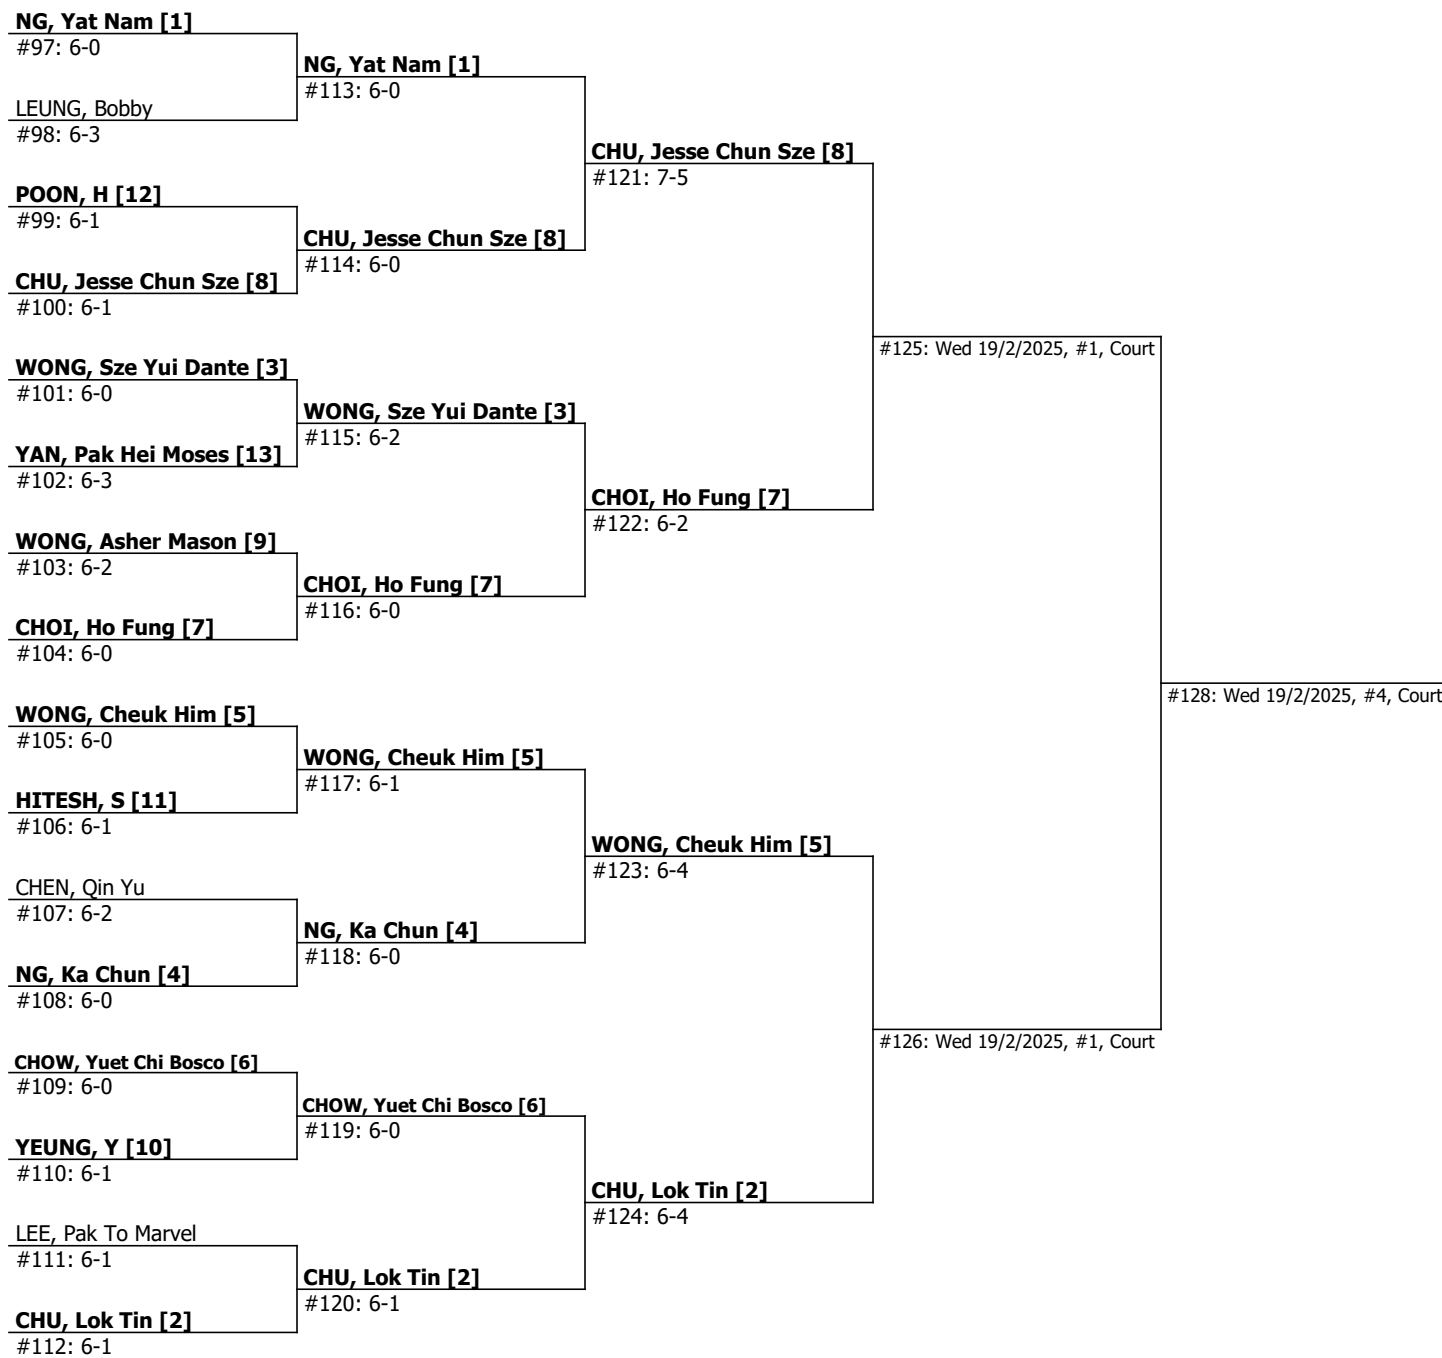 NG, Yat Nam [1]
#97: 6-0
LEUNG, Bobby
#98: 6-3
POON, H [12]
#99: 6-1
CHU, Jesse Chun Sze [8]
#100: 6-1
WONG, Sze Yui Dante [3]
#101: 6-0
YAN, Pak Hei Moses [13]
#102: 6-3
WONG, Asher Mason [9]
#103: 6-2
CHOI, Ho Fung [7]
#104: 6-0
WONG, Cheuk Him [5]
#105: 6-0
HITESH, S [11]
#106: 6-1
CHEN, Qin Yu
#107: 6-2
NG, Ka Chun [4]
#108: 6-0
CHOW, Yuet Chi Bosco [6]
#109: 6-0
YEUNG, Y [10]
#110: 6-1
LEE, Pak To Marvel
#111: 6-1
CHU, Lok Tin [2]
#112: 6-1
NG, Yat Nam [1]
#113: 6-0
CHU, Jesse Chun Sze [8]
#114: 6-0
WONG, Sze Yui Dante [3]
#115: 6-2
CHOI, Ho Fung [7]
#116: 6-0
WONG, Cheuk Him [5]
#117: 6-1
NG, Ka Chun [4]
#118: 6-0
CHOW, Yuet Chi Bosco [6]
#119: 6-0
CHU, Lok Tin [2]
#120: 6-1
CHU, Jesse Chun Sze [8]
#121: 7-5
CHOI, Ho Fung [7]
#122: 6-2
WONG, Cheuk Him [5]
#123: 6-4
CHU, Lok Tin [2]
#124: 6-4
#125: Wed 19/2/2025, #1, Court
#126: Wed 19/2/2025, #1, Court
#128: Wed 19/2/2025, #4, Court